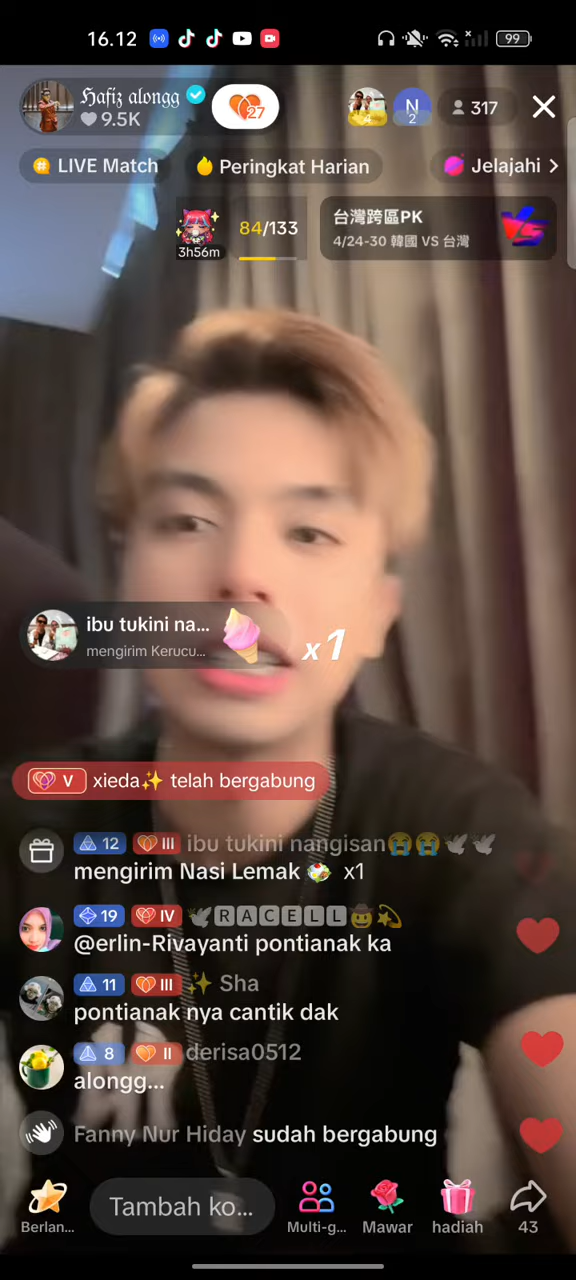 16.12
99
ℌ𝔞𝔣𝔦𝔷 𝔞𝔩𝔬𝔫𝔤𝔤
9.5K
27
4
N
2
317
LIVE Match
Peringkat Harian
Jelajahi
3h56m
84/133
台灣跨區PK
4/24-30 韓國 VS 台灣
VS
ibu tukini na...
mengirim Kerucu...
x1
V xieda✨ telah bergabung
12 III ibu tukini nangisan😭😭🕊️🕊️
mengirim Nasi Lemak x1
19 IV 🕊️🅁🄰🄲🄴🄻🄻🤠💫
@erlin-Rivayanti pontianak ka
11 III ✨ Sha
pontianak nya cantik dak
8 II derisa0512
alongg...
Fanny Nur Hiday sudah bergabung
Berlan...
Tambah ko...
Multi-g...
Mawar
hadiah
43